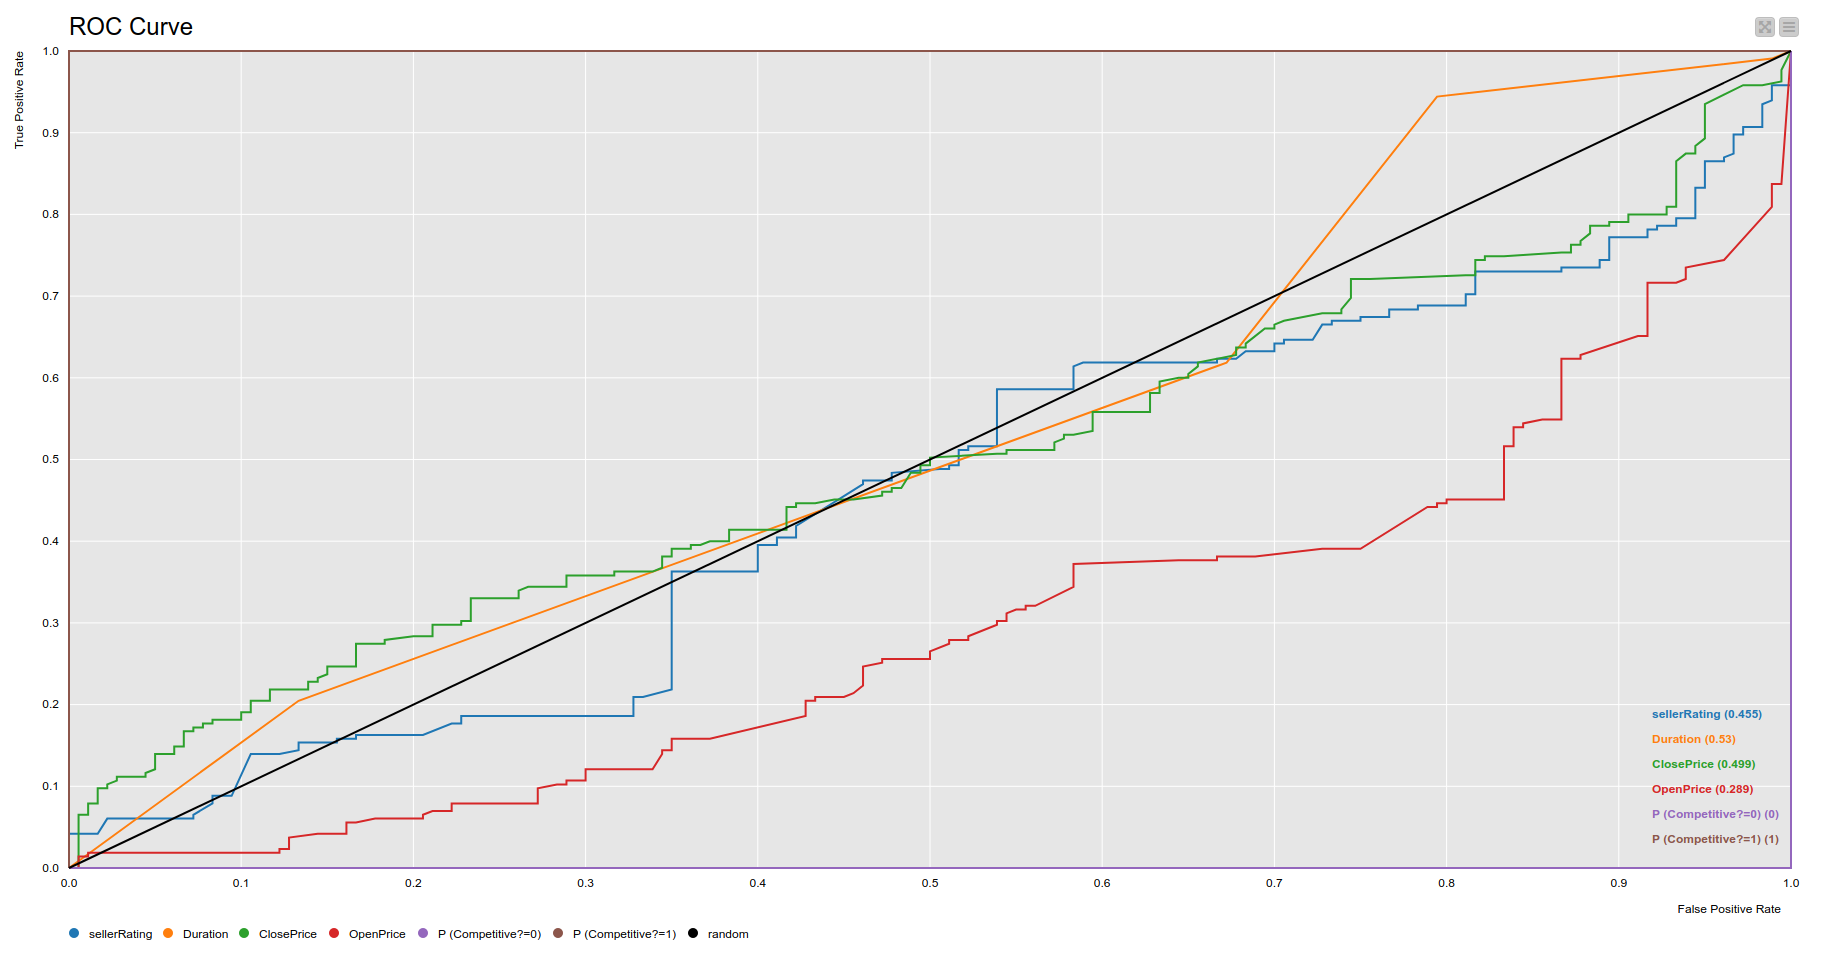 ROC Curve
True Positive Rate
1.0
0.9
0.8
0.7
0.6
0.5
0.4
0.3
0.2
0.1
0.0
sellerRating (0.455)
Duration (0.53)
ClosePrice (0.499)
OpenPrice (0.289)
P (Competitive?=0) (0)
P (Competitive?=1) (1)
0.0 0.1 0.2 0.3 0.4 0.5 0.6 0.7 0.8 0.9 1.0
False Positive Rate
sellerRating Duration ClosePrice OpenPrice P (Competitive?=0) P (Competitive?=1) random